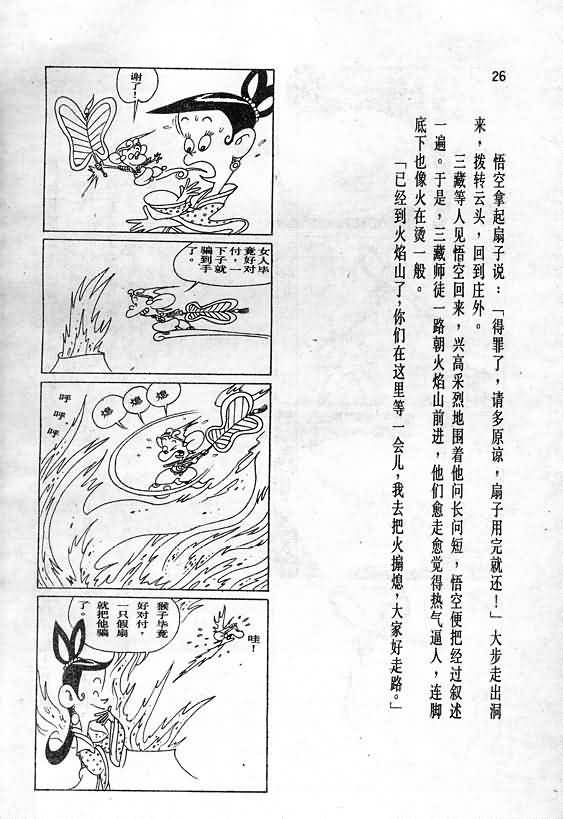 26
悟空拿起扇子说：「得罪了，请多原谅，扇子用完就还！」大步走出洞
来，拨转云头，回到庄外。
三藏等人见悟空回来，兴高采烈地围着他问长问短，悟空便把经过叙述
一遍。于是，三藏师徒一路朝火焰山前进，他们愈走愈觉得热气逼人，连脚
底下也像火在烫一般。
「已经到火焰山了，你们在这里等一会儿，我去把火搧熄，大家好走路。」
谢了！
女人毕
竟好对
付，一
下子就
骗到手
了。
熄
熄
熄
呼
呼
呼
哇！
猴子毕竟
好对付，
一只假扇
就把他骗
了。